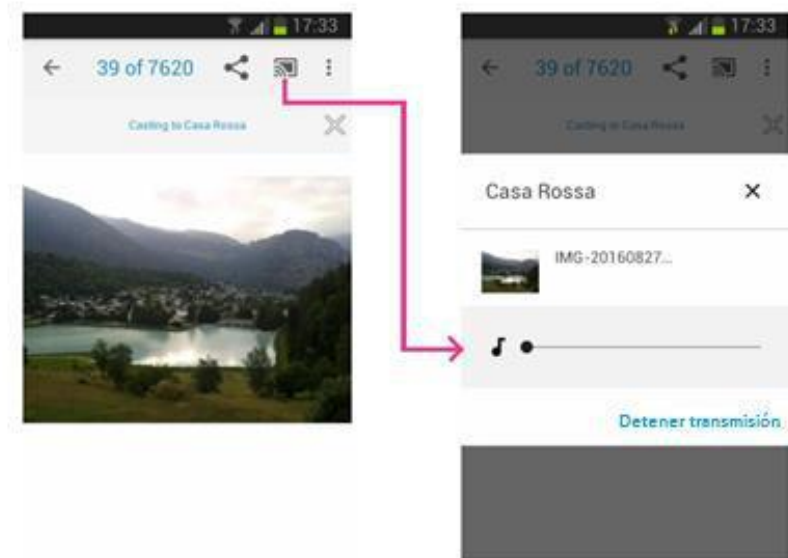 17:33
39 of 7620
Casting to Casa Rossa
17:33
39 of 7620
Casting to Casa Rossa
Casa Rossa
IMG-20160827...
Detener transmisión